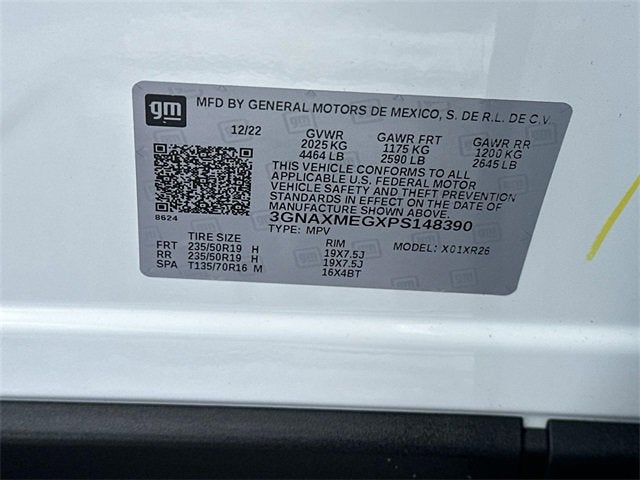 gm MFD BY GENERAL MOTORS DE MEXICO, S. DE R.L. DE C.V.
12/22 GVWR GAWR FRT GAWR RR
2025 KG 1175 KG 1200 KG
4464 LB 2590 LB 2645 LB
THIS VEHICLE CONFORMS TO ALL
APPLICABLE U.S. FEDERAL MOTOR
VEHICLE SAFETY AND THEFT PREVENTION
STANDARDS IN EFFECT ON THE DATE OF
MANUFACTURE SHOWN ABOVE.
8624 3GNAXMEGXPS148390
TYPE: MPV MODEL: X01XR26
TIRE SIZE RIM
FRT 235/50R19 H 19X7.5J
RR 235/50R19 H 19X7.5J
SPA T135/70R16 M 16X4BT